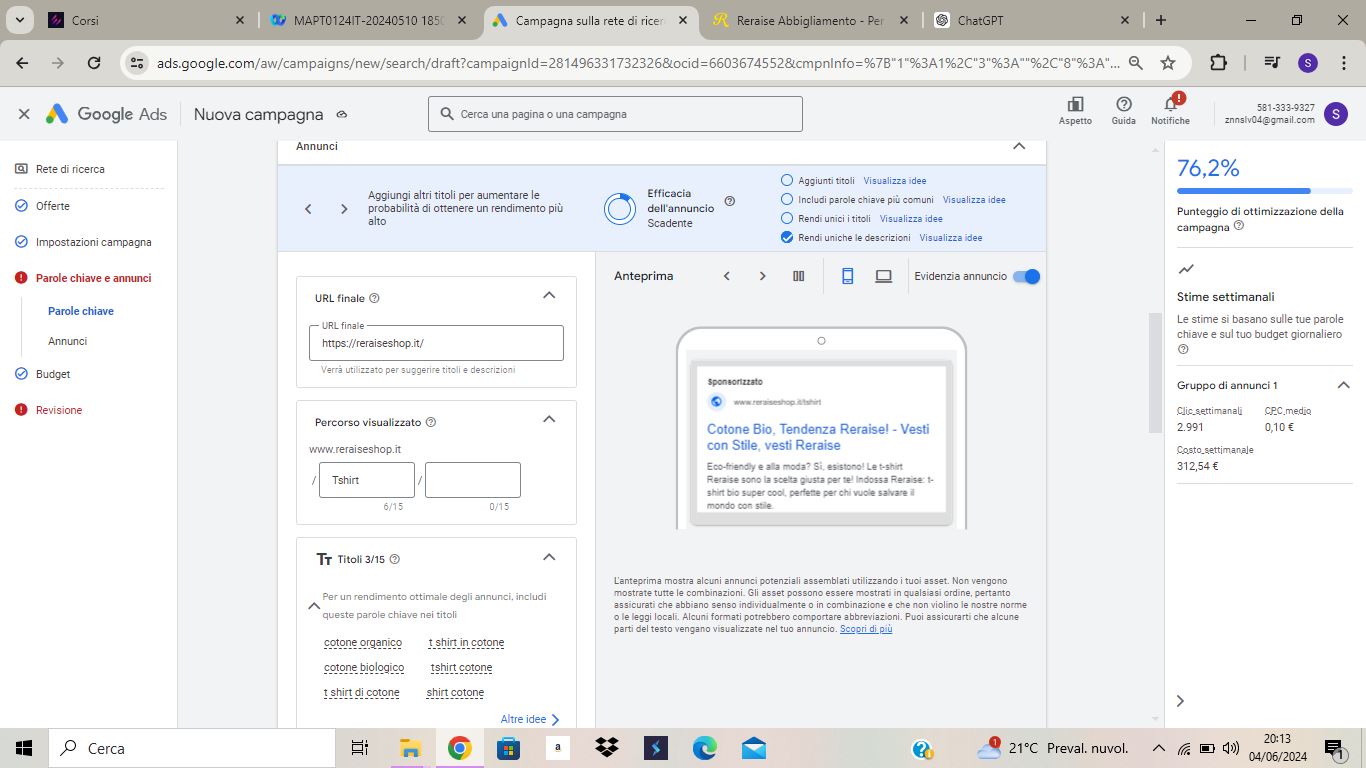 Corsi
MAPT0124IT-20240510 1850
Campagna sulla rete di ricer
Reraise Abbigliamento - Per
ChatGPT
ads.google.com/aw/campaigns/new/search/draft?campaignId=281496331732326&ocid=6603674552&cmpnInfo=%7B"1"%3A1%2C"3"%3A""%2C"8"%3A"...
S
Google Ads
Nuova campagna
Cerca una pagina o una campagna
Aspetto
Guida
Notifiche
581-333-9327
znnslv04@gmail.com
S
Rete di ricerca
Offerte
Impostazioni campagna
Parole chiave e annunci
Parole chiave
Annunci
Budget
Revisione
Annunci
Aggiungi altri titoli per aumentare le
probabilità di ottenere un rendimento più
alto
Efficacia
dell'annuncio
Scadente
Aggiunti titoli Visualizza idee
Includi parole chiave più comuni Visualizza idee
Rendi unici i titoli Visualizza idee
Rendi uniche le descrizioni Visualizza idee
URL finale
URL finale
https://reraiseshop.it/
Verrà utilizzato per suggerire titoli e descrizioni
Percorso visualizzato
www.reraiseshop.it
/ Tshirt /
6/15 0/15
Titoli 3/15
Per un rendimento ottimale degli annunci, includi
queste parole chiave nei titoli
cotone organico t shirt in cotone
cotone biologico tshirt cotone
t shirt di cotone shirt cotone
Altre idee
Anteprima
Evidenzia annuncio
Sponsorizzato
www.reraiseshop.it/tshirt
Cotone Bio, Tendenza Reraise! - Vesti
con Stile, vesti Reraise
Eco-friendly e alla moda? Sì, esistono! Le t-shirt
Reraise sono la scelta giusta per te! Indossa Reraise: t-
shirt bio super cool, perfette per chi vuole salvare il
mondo con stile.
L'anteprima mostra alcuni annunci potenziali assemblati utilizzando i tuoi asset. Non vengono
mostrate tutte le combinazioni. Gli asset possono essere mostrati in qualsiasi ordine, pertanto
assicurati che abbiano senso individualmente o in combinazione e che non violino le nostre norme
o le leggi locali. Alcuni formati potrebbero comportare abbreviazioni. Puoi assicurarti che alcune
parti del testo vengano visualizzate nel tuo annuncio. Scopri di più
76,2%
Punteggio di ottimizzazione della
campagna
Stime settimanali
Le stime si basano sulle tue parole
chiave e sul tuo budget giornaliero
Gruppo di annunci 1
Clic settimanali CPC medio
2.991 0,10 €
Costo settimanale
312,54 €
Cerca
21°C Preval. nuvol.
20:13
04/06/2024